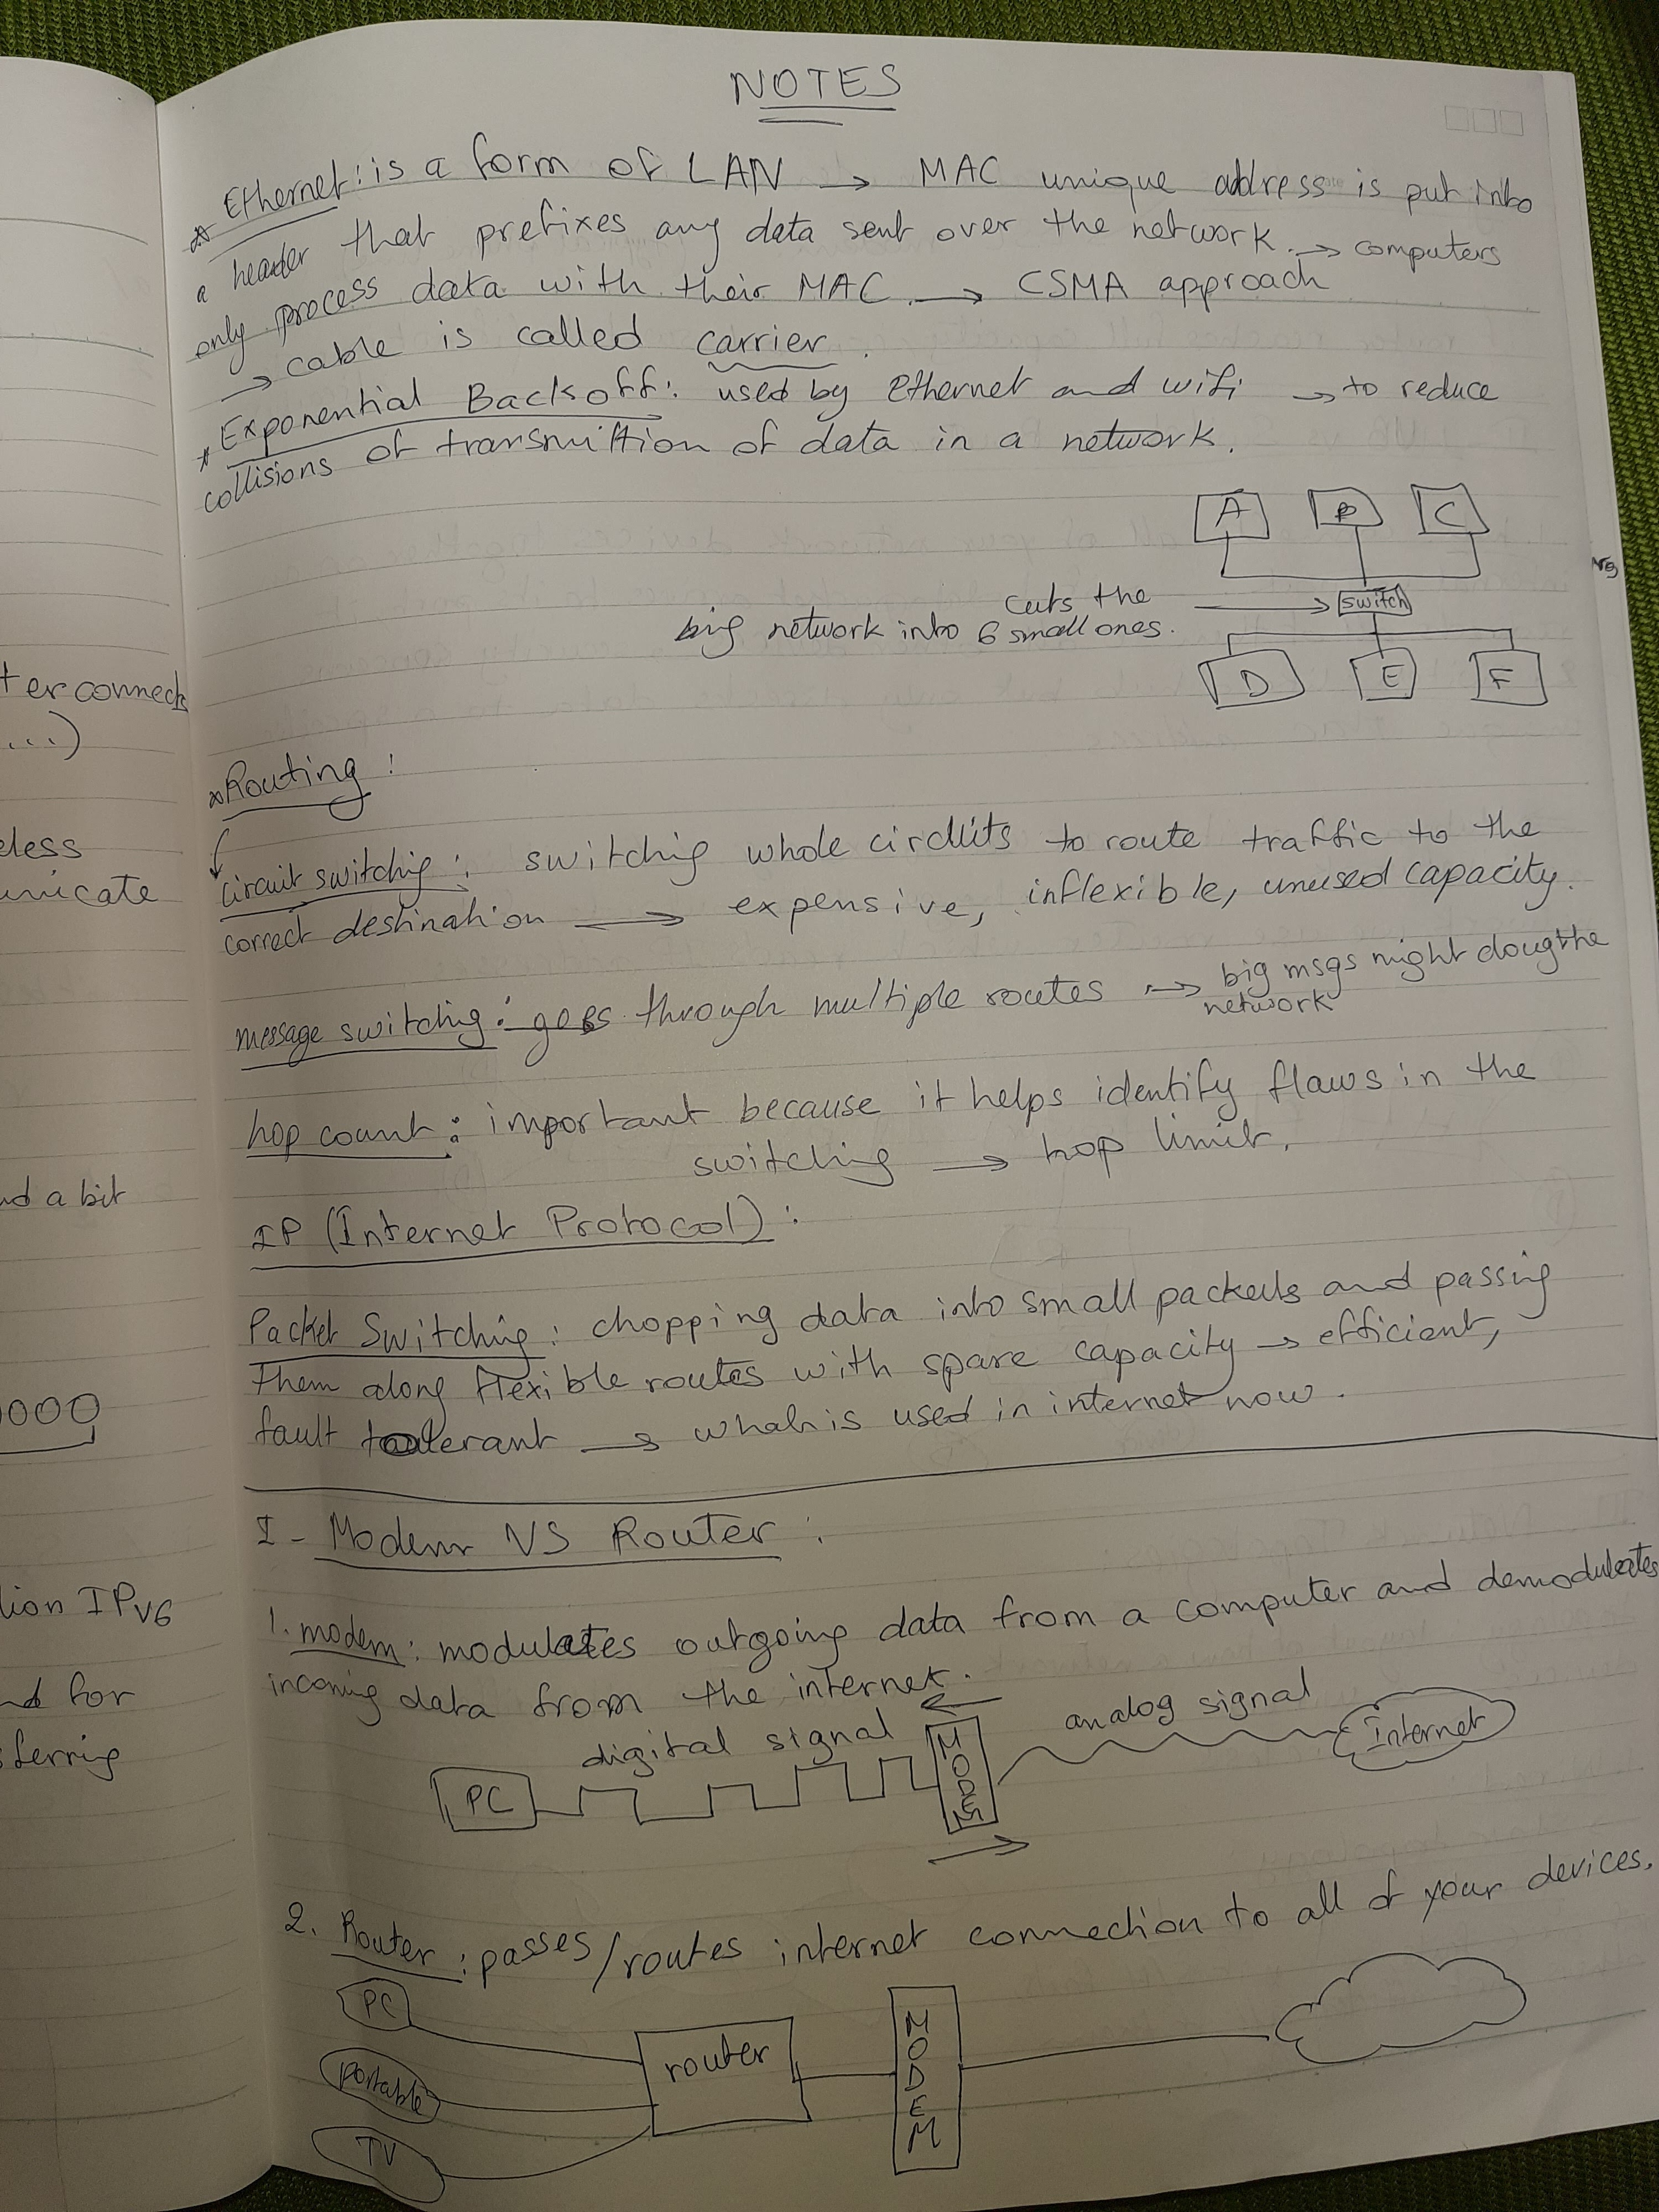 NOTES
* Ethernet: is a form of LAN → MAC unique address is put into
a header that prefixes any data sent over the network. → computers
only process data with their MAC. → CSMA approach
→ cable is called carrier.
* Exponential Backoff: used by Ethernet and wifi → to reduce
collisions of transmittion of data in a network.
A B C
cuts the → switch
big network into 6 small ones.
D E F
* Routing:
circuit switching: switching whole circuits to route traffic to the
correct destination → expensive, inflexible, unused capacity.
message switching: goes through multiple routes → big msgs might cloug the
network
hop count: important because it helps identify flaws in the
switching → hop limit.
IP (Internet Protocol):
Packet Switching: chopping data into small packets and passing
them along flexible routes with spare capacity → efficient,
fault tolerant → what is used in internet now.
I- Modem VS Router:
1. modem: modulates outgoing data from a computer and demodulates
incoming data from the internet.
digital signal analog signal
PC MODEM Internet
2. Router: passes/routes internet connection to all of your devices.
PC
portable router MODEM
TV
ter connects
...)
eless
unicate
nd a bit
0000
tion IPv6
nd for
sferring